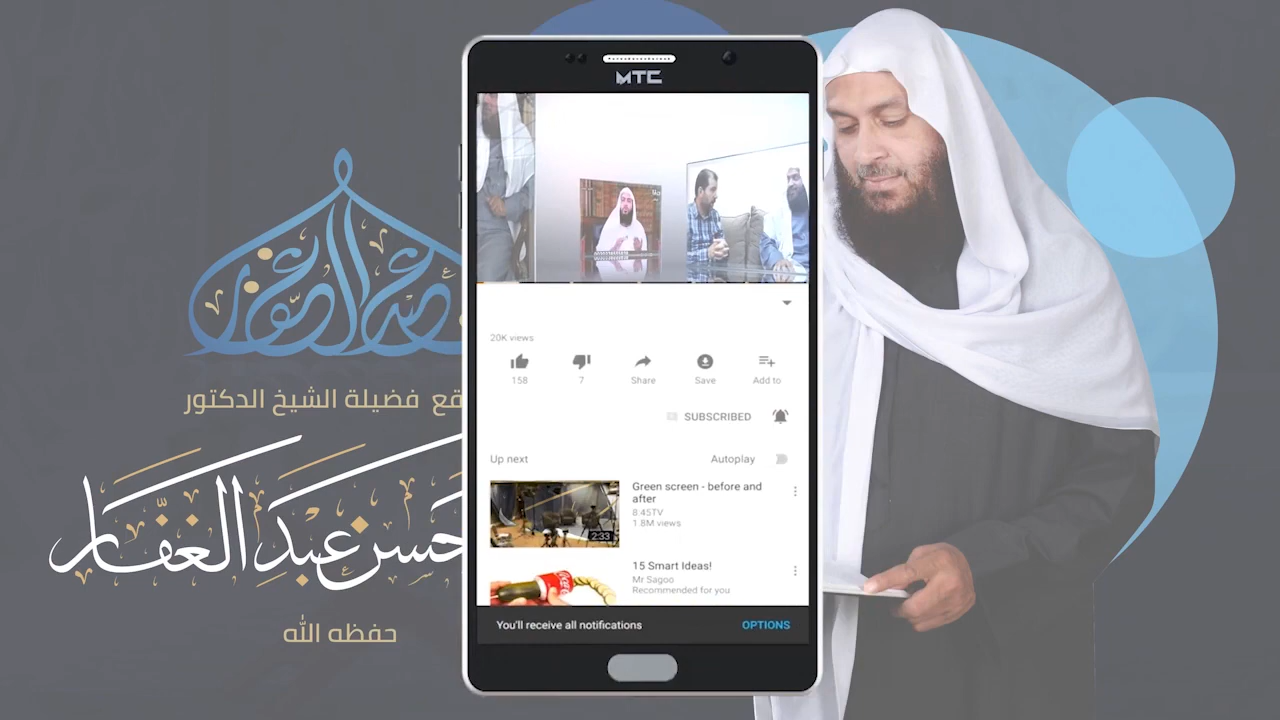 قع فضيلة الشيخ الدكتور
حسن عبد الغفار
حفظه الله
MTC
20K views
158
7
Share
Save
Add to
SUBSCRIBED
Up next
Autoplay
Green screen - before and
after
8:45TV
1.8M views
2:33
15 Smart Ideas!
Mr Sagoo
Recommended for you
You'll receive all notifications
OPTIONS